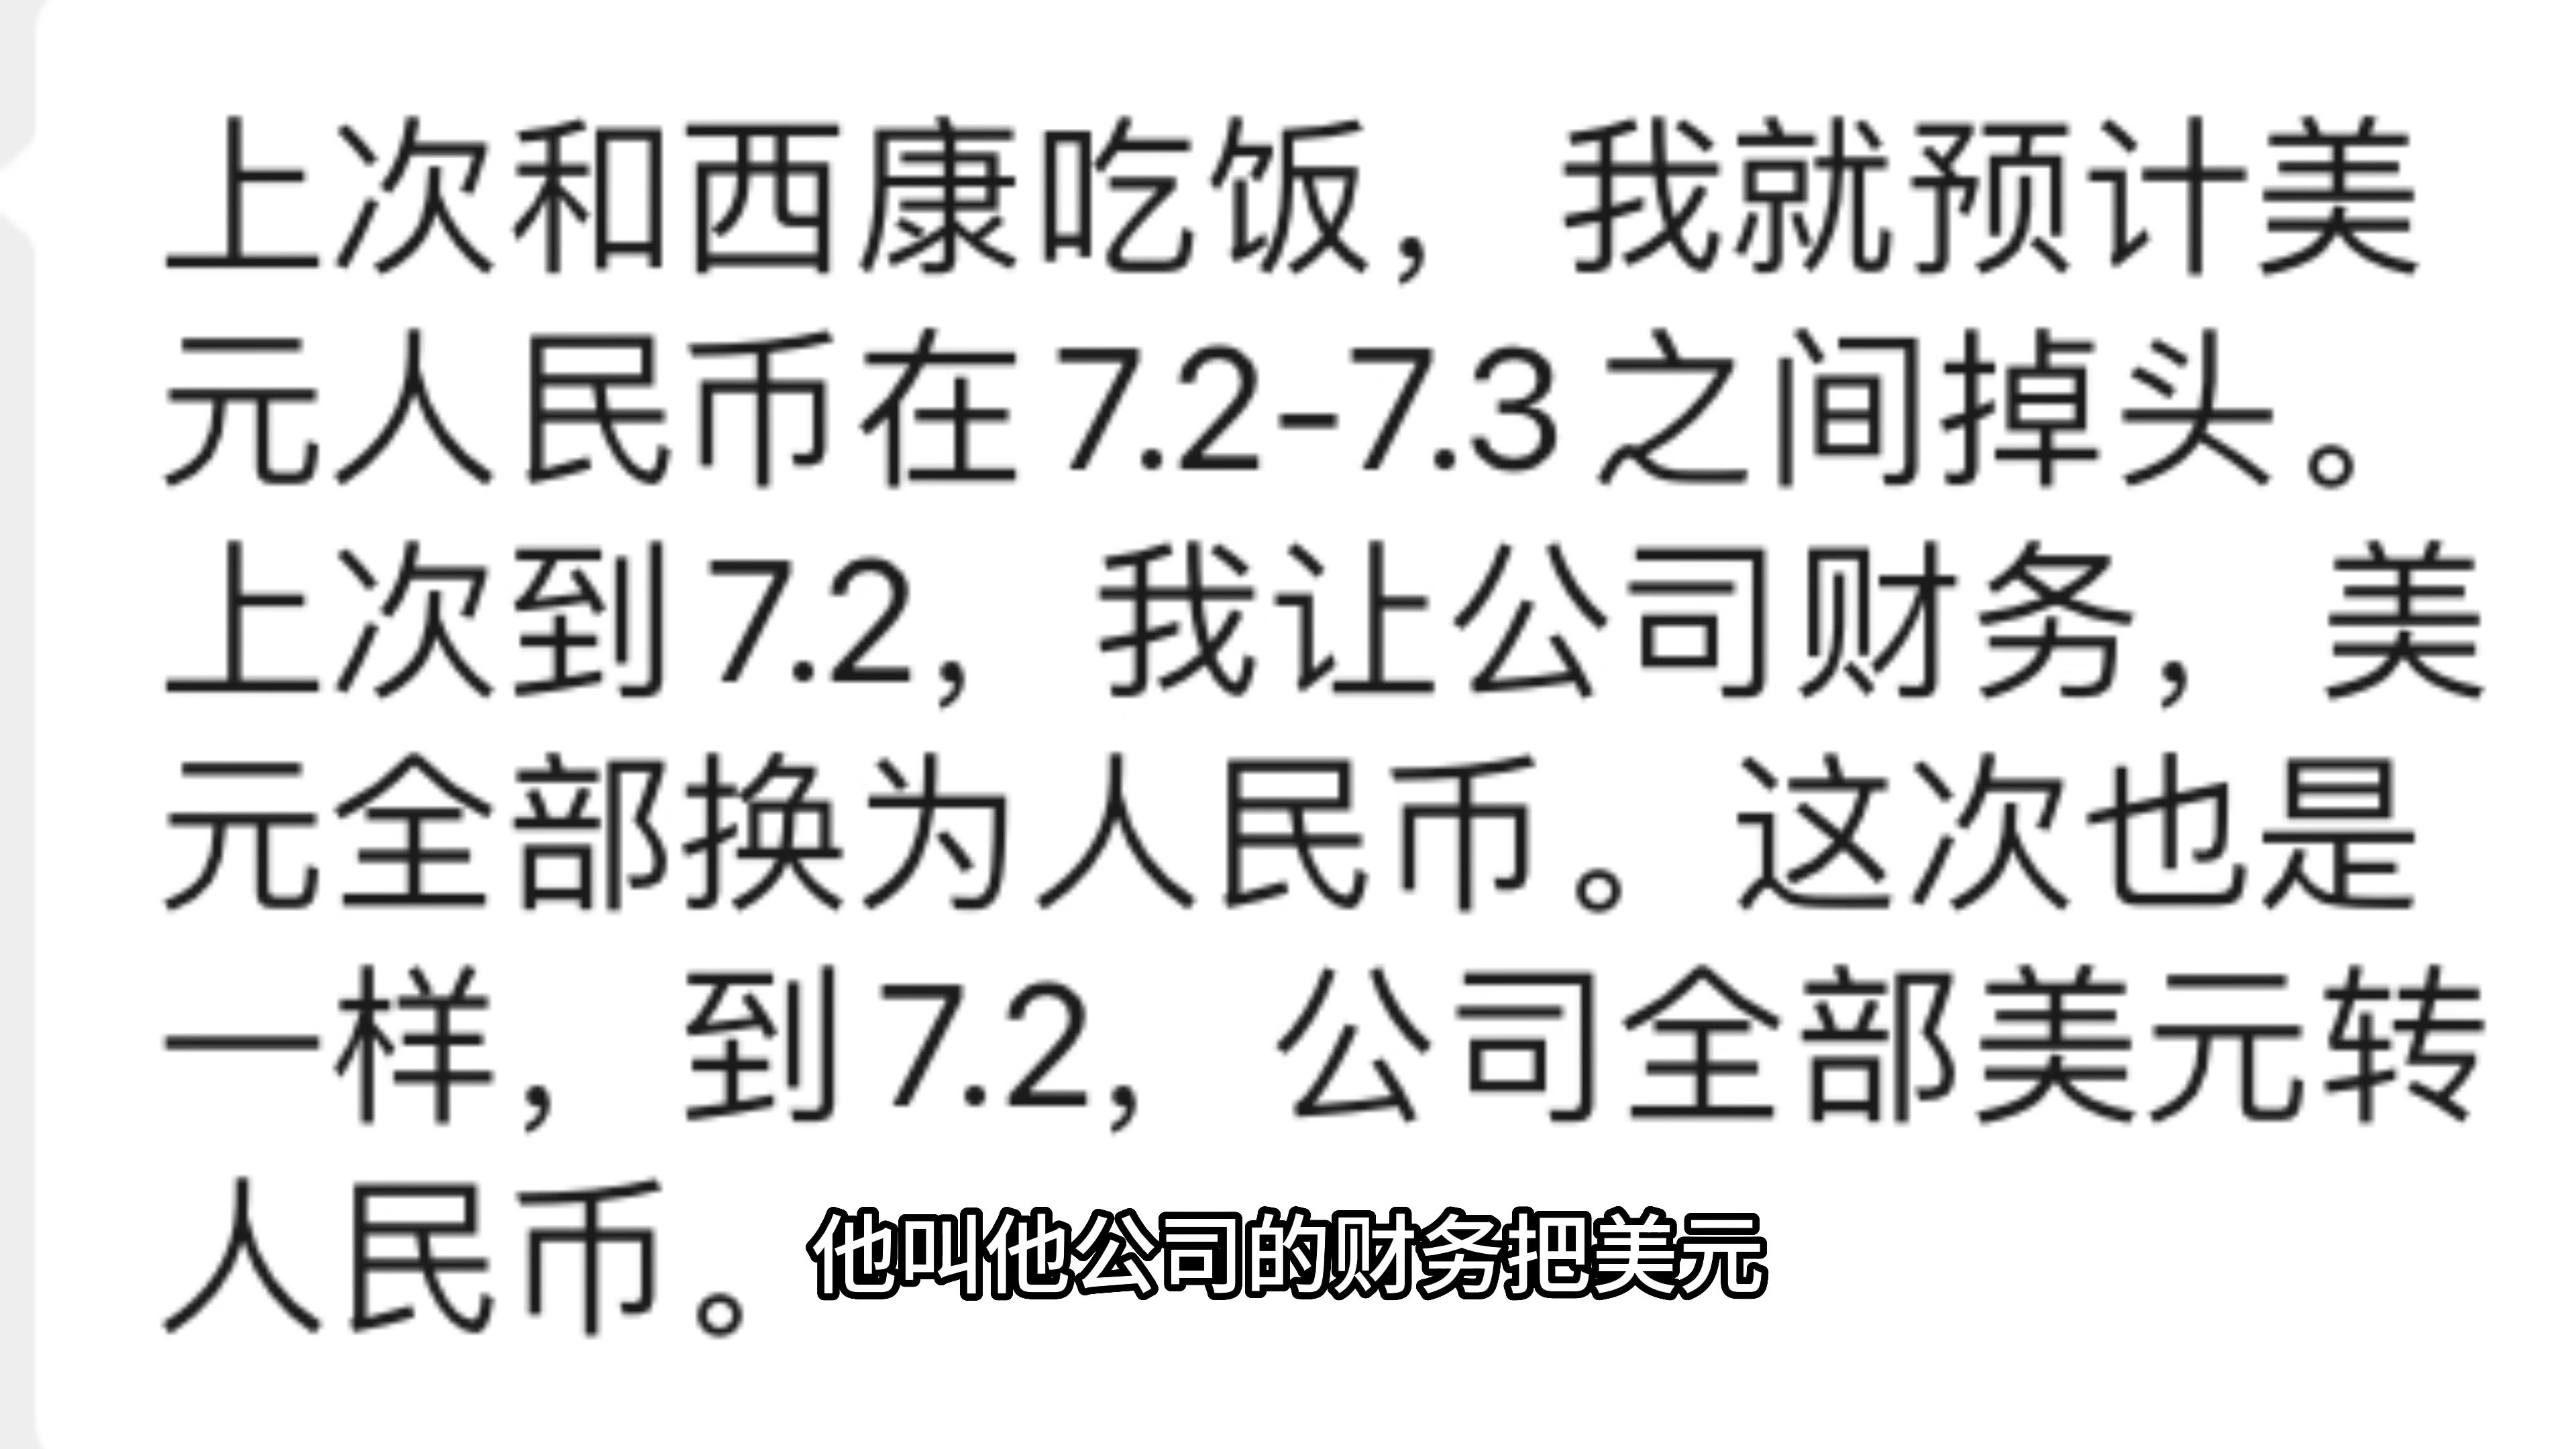 上次和西康吃饭，我就预计美
元人民币在 7.2-7.3 之间掉头。
上次到 7.2，我让公司财务，美
元全部换为人民币。这次也是
一样，到 7.2，公司全部美元转
人民币。
他叫他公司的财务把美元